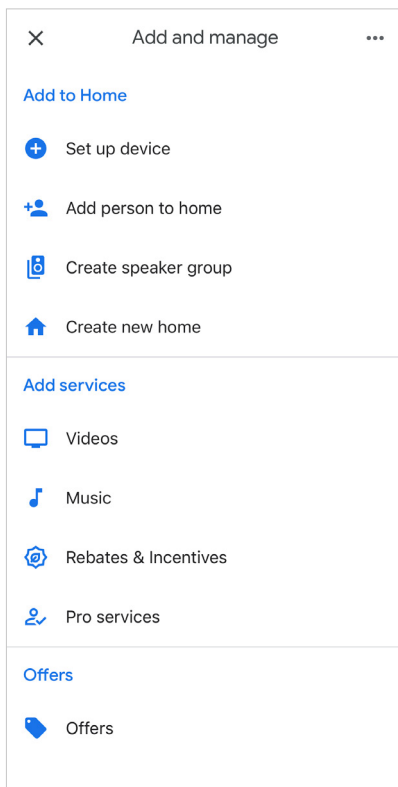 Add and manage
Add to Home
Set up device
Add person to home
Create speaker group
Create new home
Add services
Videos
Music
Rebates & Incentives
Pro services
Offers
Offers